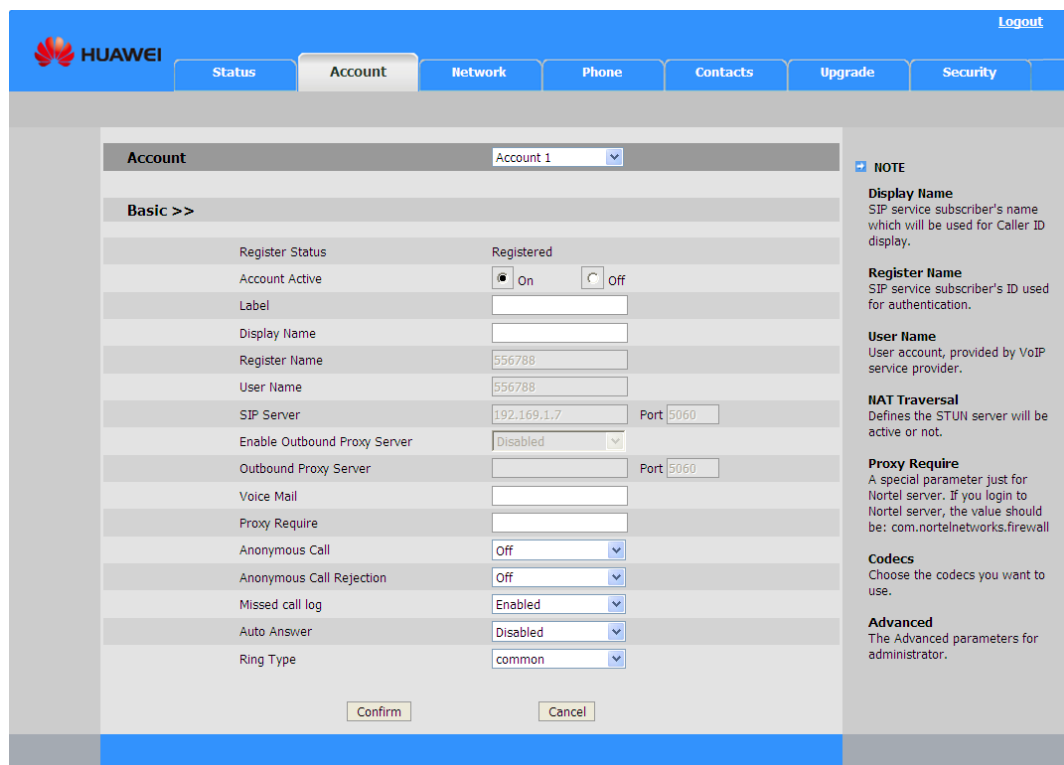 Logout
HUAWEI
Status Account Network Phone Contacts Upgrade Security
Account Account 1
Basic >>
Register Status Registered
Account Active On Off
Label
Display Name
Register Name 556788
User Name 556788
SIP Server 192.169.1.7 Port 5060
Enable Outbound Proxy Server Disabled
Outbound Proxy Server Port 5060
Voice Mail
Proxy Require
Anonymous Call Off
Anonymous Call Rejection Off
Missed call log Enabled
Auto Answer Disabled
Ring Type common
Confirm Cancel
NOTE
Display Name
SIP service subscriber's name
which will be used for Caller ID
display.
Register Name
SIP service subscriber's ID used
for authentication.
User Name
User account, provided by VoIP
service provider.
NAT Traversal
Defines the STUN server will be
active or not.
Proxy Require
A special parameter just for
Nortel server. If you login to
Nortel server, the value should
be: com.nortelnetworks.firewall
Codecs
Choose the codecs you want to
use.
Advanced
The Advanced parameters for
administrator.